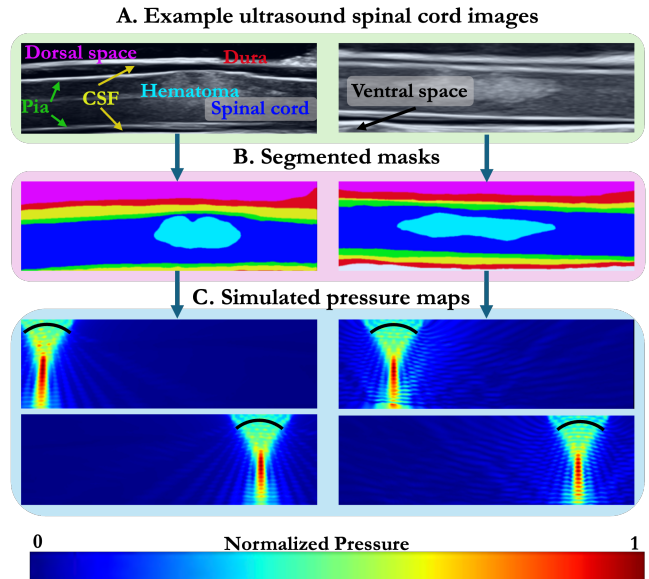 A. Example ultrasound spinal cord images
Dorsal space
Dura
Pia
CSF
Hematoma
Spinal cord
Ventral space
B. Segmented masks
C. Simulated pressure maps
0
Normalized Pressure
1